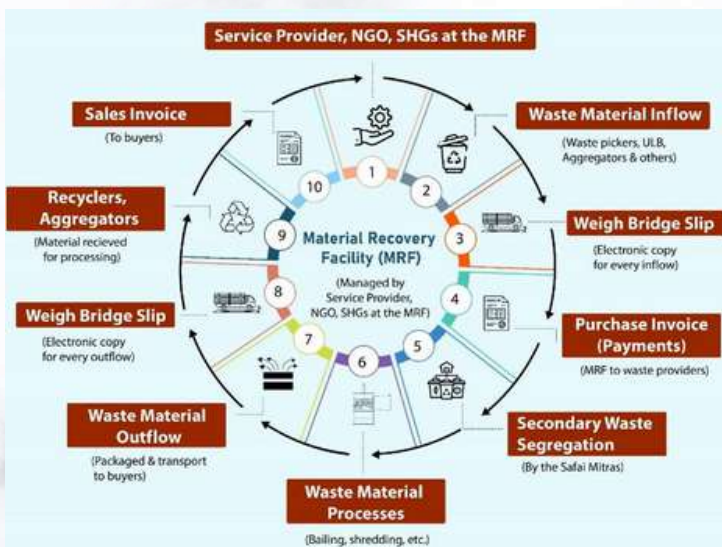 Service Provider, NGO, SHGs at the MRF
1
Waste Material Inflow
(Waste pickers, ULB,
Aggregators & others)
2
Weigh Bridge Slip
(Electronic copy
for every inflow)
3
Purchase Invoice
(Payments)
(MRF to waste providers)
4
Secondary Waste
Segregation
(By the Safai Mitras)
5
Waste Material
Processes
(Bailing, shredding, etc.)
6
Waste Material
Outflow
(Packaged & transport
to buyers)
7
Weigh Bridge Slip
(Electronic copy
for every outflow)
8
Recyclers,
Aggregators
(Material recieved
for processing)
9
Sales Invoice
(To buyers)
10
Material Recovery
Facility (MRF)
(Managed by
Service Provider,
NGO, SHGs at the MRF)